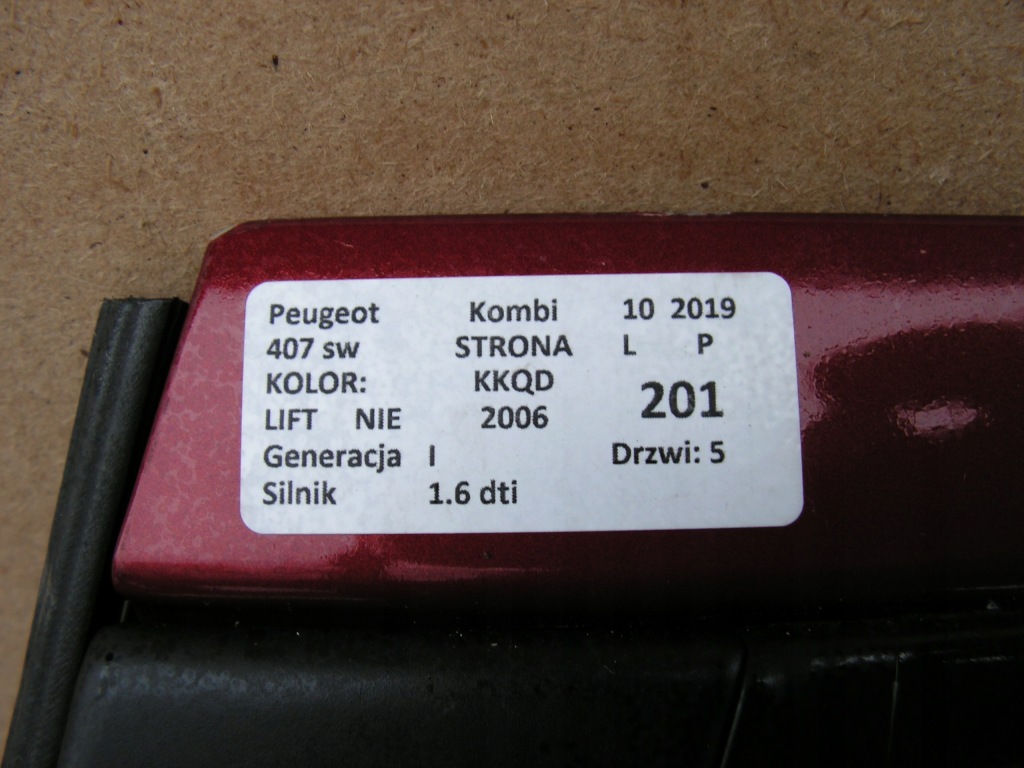 Peugeot Kombi 10 2019
407 sw STRONA L P
KOLOR: KKQD 201
LIFT NIE 2006
Generacja I Drzwi: 5
Silnik 1.6 dti